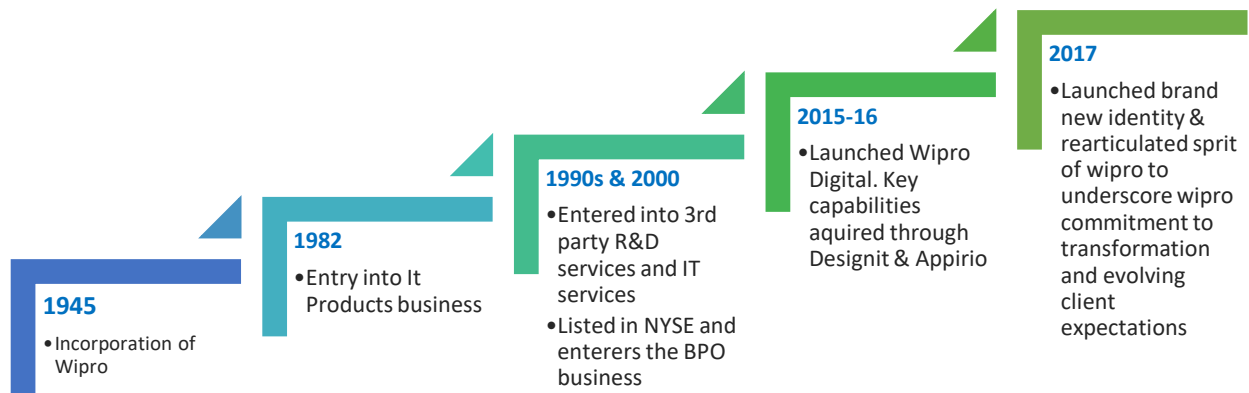 1945
•Incorporation of
Wipro
1982
•Entry into It
Products business
1990s & 2000
•Entered into 3rd
party R&D
services and IT
services
•Listed in NYSE and
enterers the BPO
business
2015-16
•Launched Wipro
Digital. Key
capabilities
aquired through
Designit & Appirio
2017
•Launched brand
new identity &
rearticulated sprit
of wipro to
underscore wipro
commitment to
transformation
and evolving
client
expectations